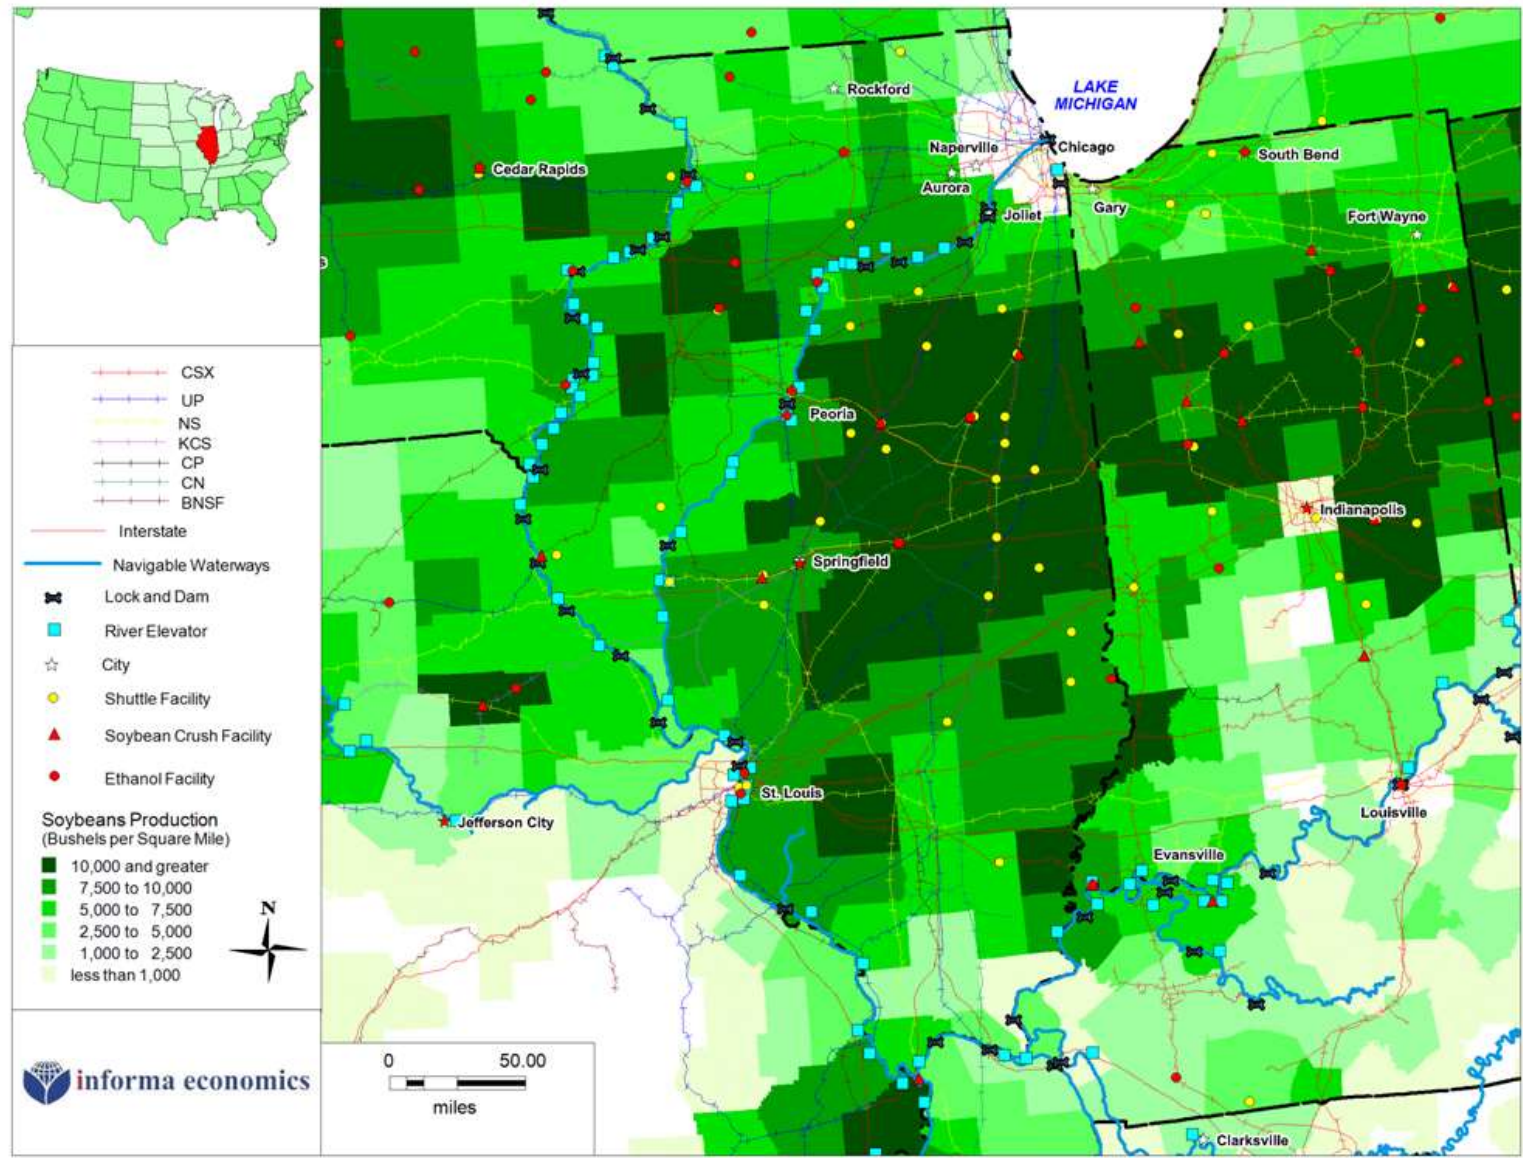 LAKE
MICHIGAN
Rockford
Naperville
Chicago
Cedar Rapids
South Bend
Aurora
Joliet
Gary
Fort Wayne
s
CSX
UP
NS
KCS
CP
CN
BNSF
Interstate
Navigable Waterways
Lock and Dam
River Elevator
City
Shuttle Facility
Soybean Crush Facility
Ethanol Facility
Peoria
Indianapolis
Springfield
St. Louis
Jefferson City
Louisville
Evansville
Soybeans Production
(Bushels per Square Mile)
10,000 and greater
7,500 to 10,000
5,000 to 7,500
2,500 to 5,000
1,000 to 2,500
less than 1,000
N
informa economics
0 50.00
miles
Clarksville